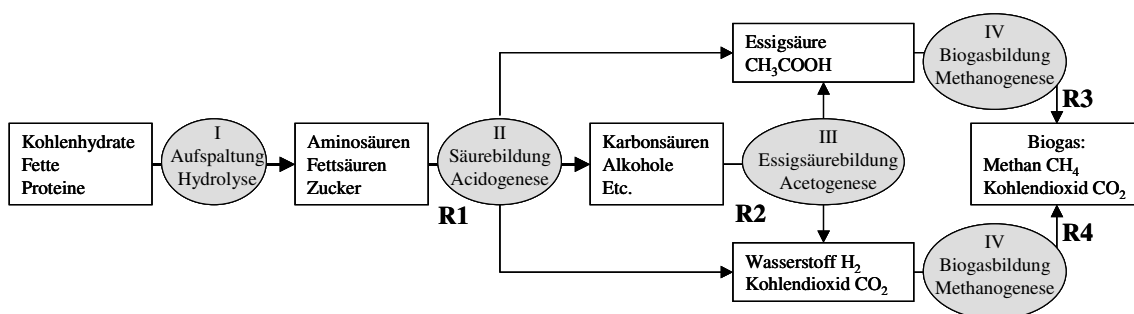 Kohlenhydrate
Fette
Proteine
I
Aufspaltung
Hydrolyse
Aminosäuren
Fettsäuren
Zucker
R1
II
Säurebildung
Acidogenese
Karbonsäuren
Alkohole
Etc.
R2
III
Essigsäurebildung
Acetogenese
Essigsäure
CH₃COOH
IV
Biogasbildung
Methanogenese
R3
Wasserstoff H₂
Kohlendioxid CO₂
IV
Biogasbildung
Methanogenese
R4
Biogas:
Methan CH₄
Kohlendioxid CO₂